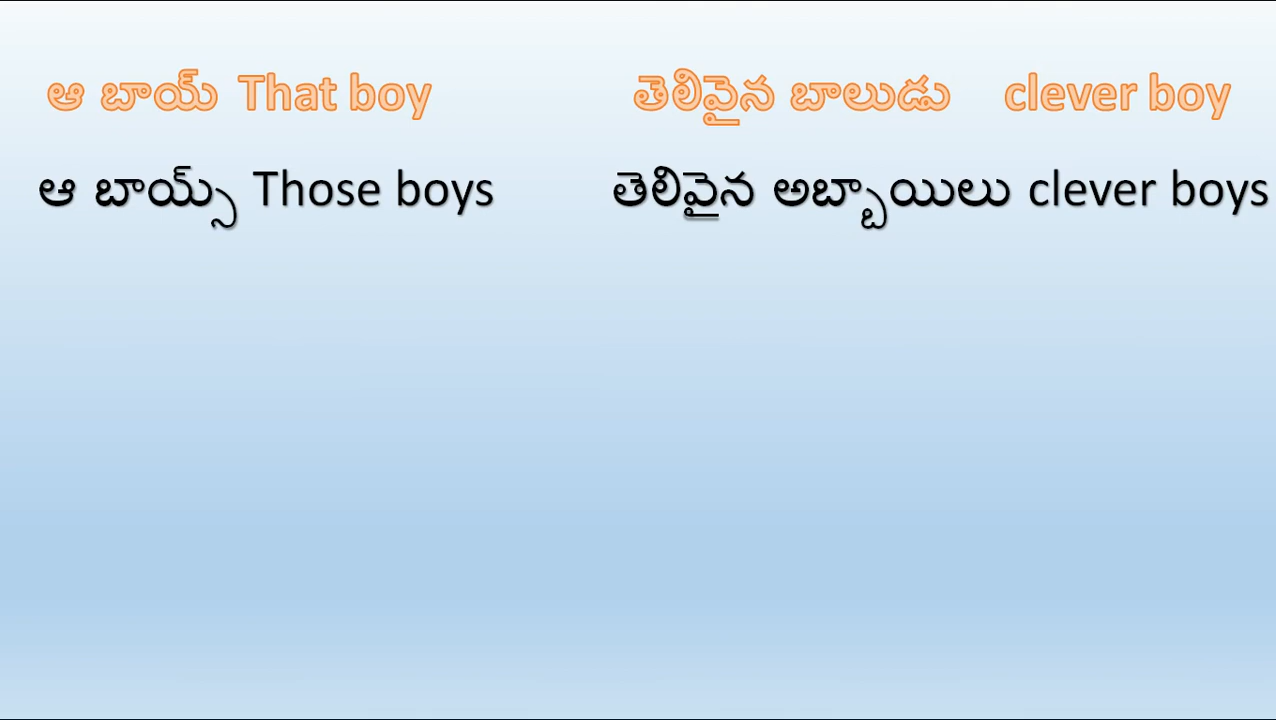 ఆ బాయ్ That boy తెలివైన బాలుడు clever boy
ఆ బాయ్స్ Those boys తెలివైన అబ్బాయిలు clever boys